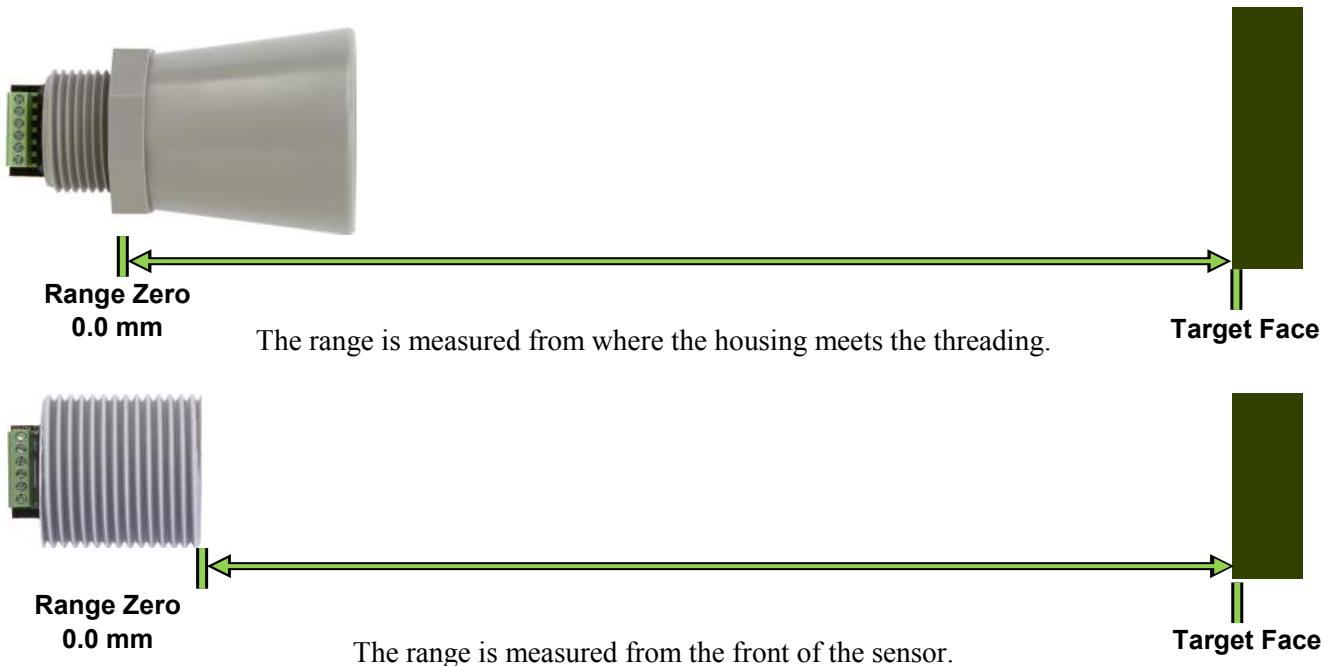 Range Zero
0.0 mm
Target Face
The range is measured from where the housing meets the threading.
Range Zero
0.0 mm
Target Face
The range is measured from the front of the sensor.